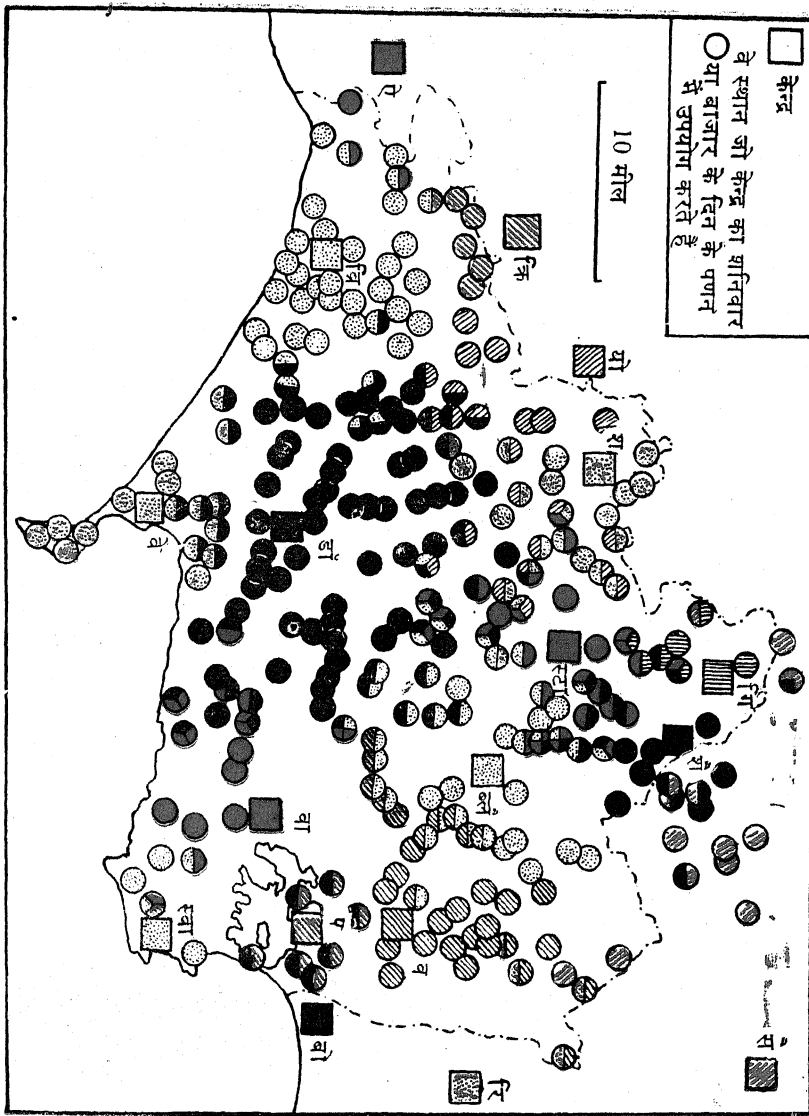 केन्द्र
वे स्थान जो केन्द्र का शनिवार
या बाजार के दिन के पणन
में उपयोग करते हैं
10 मील
ऐ
क्रि
यो
श
वे
डॉ
स्टा
गि
शॅ
ब्लॅ
वा
स्वा
प
व
बो
रि
सॅ